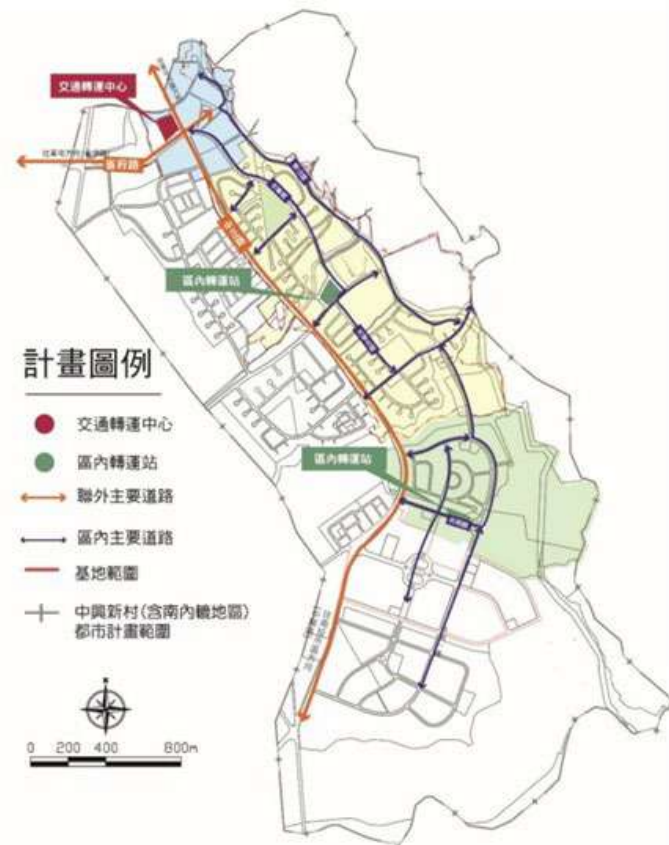 交通轉運中心
省府路
區內轉運站
區內轉運站
計畫圖例
交通轉運中心
區內轉運站
聯外主要道路
區內主要道路
基地範圍
中興新村(含南內轆地區)
都市計畫範圍
0 200 400 800m